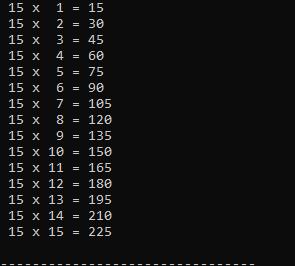 15 x  1 = 15
15 x  2 = 30
15 x  3 = 45
15 x  4 = 60
15 x  5 = 75
15 x  6 = 90
15 x  7 = 105
15 x  8 = 120
15 x  9 = 135
15 x 10 = 150
15 x 11 = 165
15 x 12 = 180
15 x 13 = 195
15 x 14 = 210
15 x 15 = 225
--------------------------------